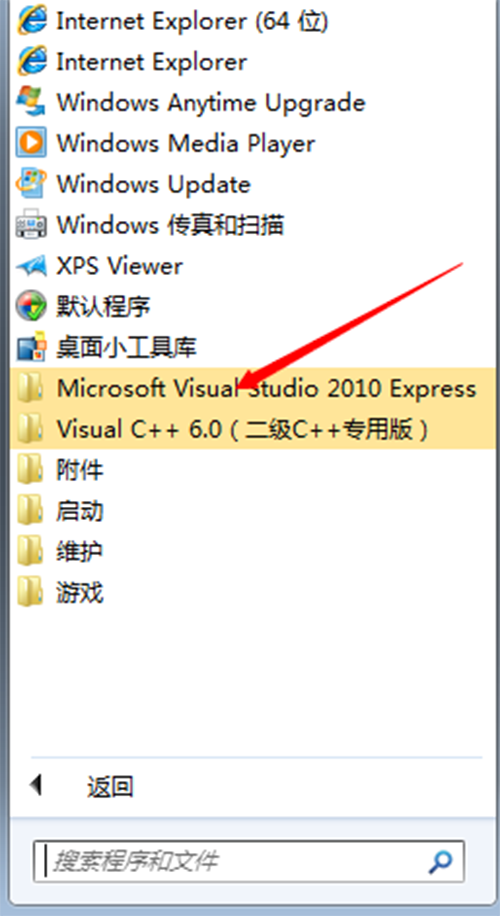 Internet Explorer (64 位)
Internet Explorer
Windows Anytime Upgrade
Windows Media Player
Windows Update
Windows 传真和扫描
XPS Viewer
默认程序
桌面小工具库
Microsoft Visual Studio 2010 Express
Visual C++ 6.0（二级C++专用版）
附件
启动
维护
游戏
返回
搜索程序和文件